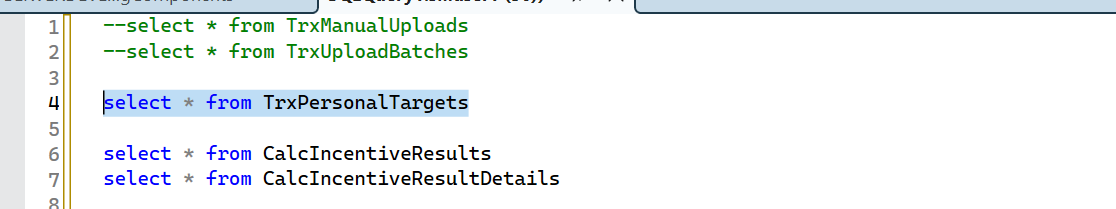 --select * from TrxManualUploads
--select * from TrxUploadBatches
select * from TrxPersonalTargets
select * from CalcIncentiveResults
select * from CalcIncentiveResultDetails
1
2
3
4
5
6
7
8